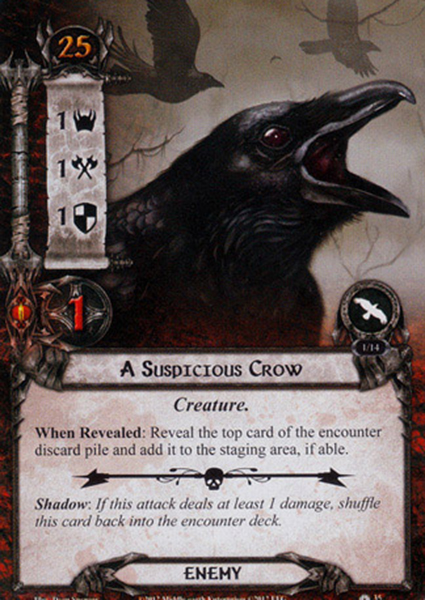 25
1
1
1
1
1/14
A Suspicious Crow
Creature.
When Revealed: Reveal the top card of the encounter
discard pile and add it to the staging area, if able.
Shadow: If this attack deals at least 1 damage, shuffle
this card back into the encounter deck.
ENEMY